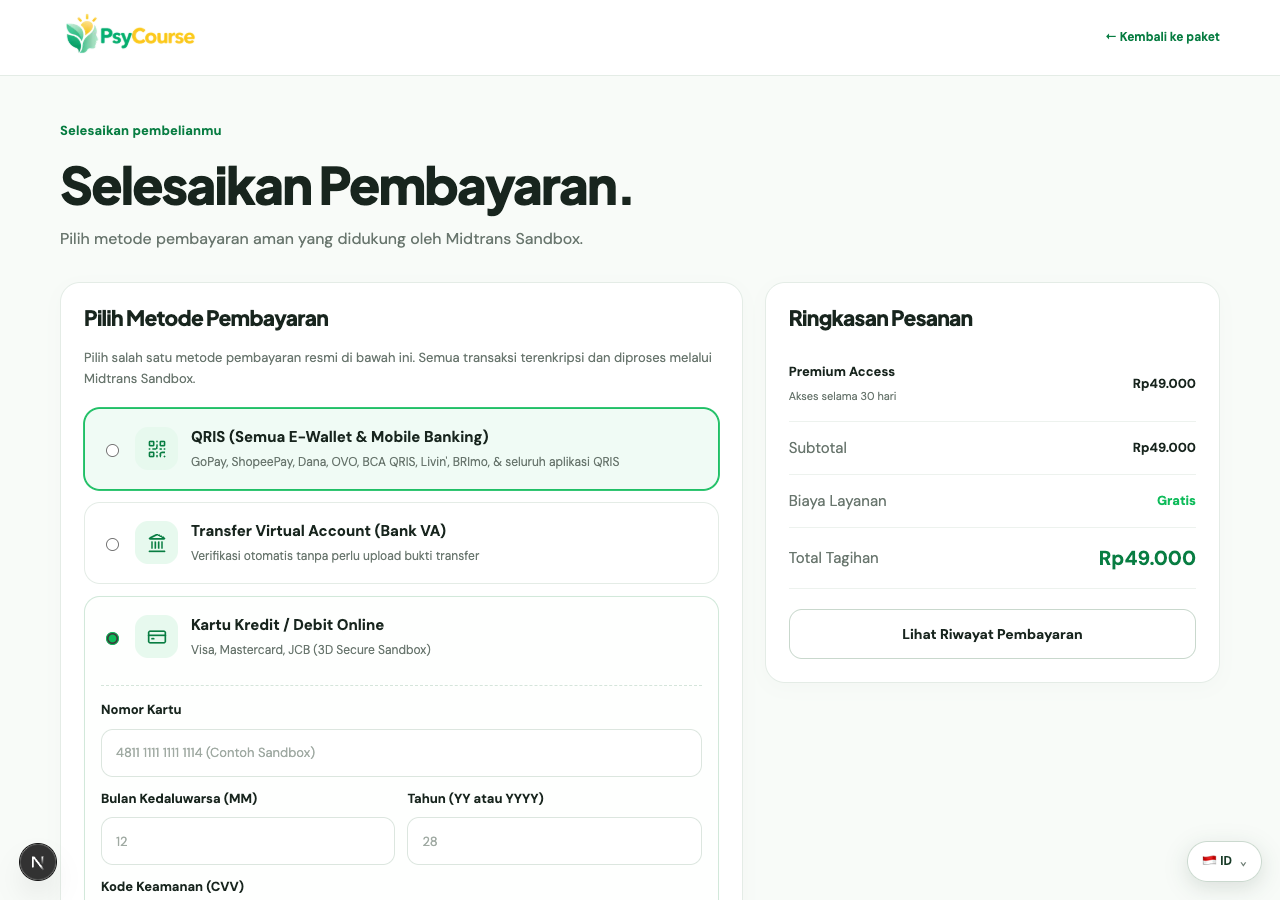 PsyCourse
← Kembali ke paket
Selesaikan pembelianmu
Selesaikan Pembayaran.
Pilih metode pembayaran aman yang didukung oleh Midtrans Sandbox.
Pilih Metode Pembayaran
Pilih salah satu metode pembayaran resmi di bawah ini. Semua transaksi terenkripsi dan diproses melalui
Midtrans Sandbox.
QRIS (Semua E-Wallet & Mobile Banking)
GoPay, ShopeePay, Dana, OVO, BCA QRIS, Livin', BRImo, & seluruh aplikasi QRIS
Transfer Virtual Account (Bank VA)
Verifikasi otomatis tanpa perlu upload bukti transfer
Kartu Kredit / Debit Online
Visa, Mastercard, JCB (3D Secure Sandbox)
Nomor Kartu
4811 1111 1111 1114 (Contoh Sandbox)
Bulan Kedaluwarsa (MM)
Tahun (YY atau YYYY)
12
28
Kode Keamanan (CVV)
Ringkasan Pesanan
Premium Access
Akses selama 30 hari
Rp49.000
Subtotal
Rp49.000
Biaya Layanan
Gratis
Total Tagihan
Rp49.000
Lihat Riwayat Pembayaran
N
ID